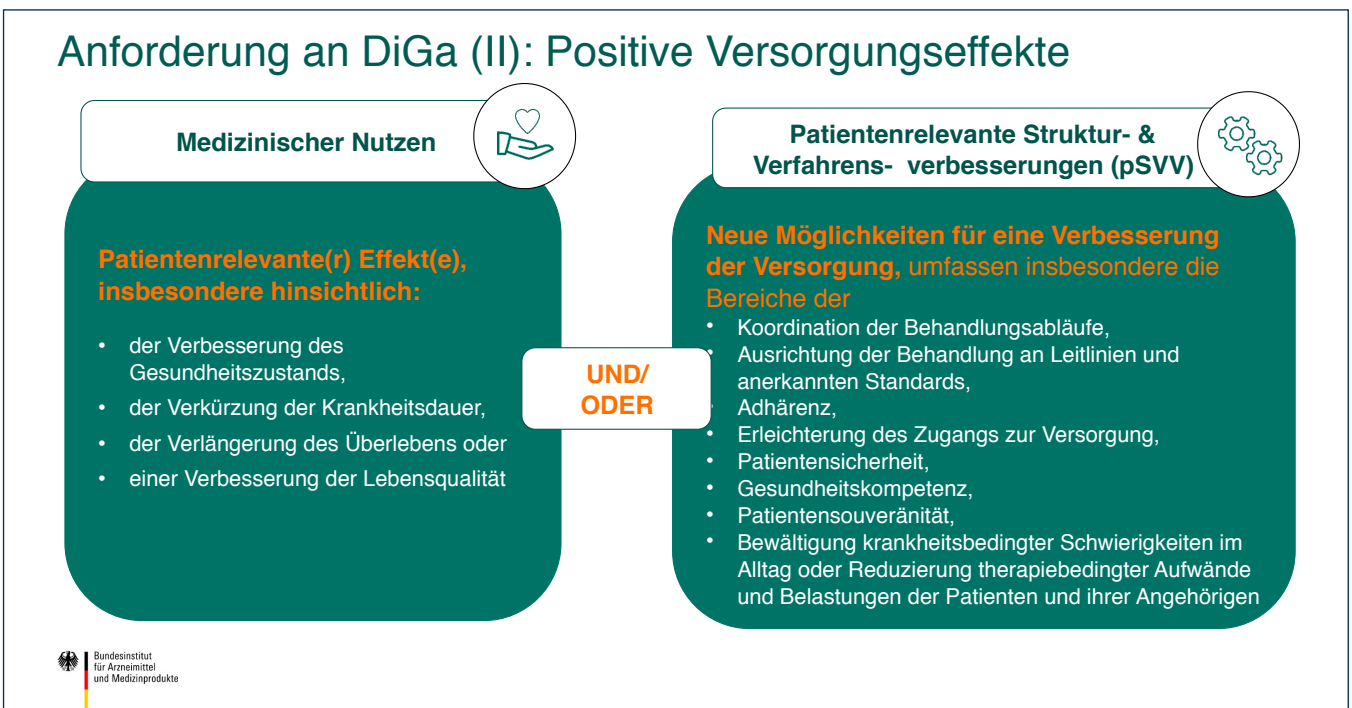 Anforderung an DiGa (II): Positive Versorgungseffekte
Medizinischer Nutzen
Patientenrelevante(r) Effekt(e),
insbesondere hinsichtlich:
• der Verbesserung des
Gesundheitszustands,
• der Verkürzung der Krankheitsdauer,
• der Verlängerung des Überlebens oder
• einer Verbesserung der Lebensqualität
UND/
ODER
Patientenrelevante Struktur- &
Verfahrens- verbesserungen (pSVV)
Neue Möglichkeiten für eine Verbesserung
der Versorgung, umfassen insbesondere die
Bereiche der
• Koordination der Behandlungsabläufe,
• Ausrichtung der Behandlung an Leitlinien und
anerkannten Standards,
• Adhärenz,
• Erleichterung des Zugangs zur Versorgung,
• Patientensicherheit,
• Gesundheitskompetenz,
• Patientensouveränität,
• Bewältigung krankheitsbedingter Schwierigkeiten im
Alltag oder Reduzierung therapiebedingter Aufwände
und Belastungen der Patienten und ihrer Angehörigen
Bundesinstitut
für Arzneimittel
und Medizinprodukte